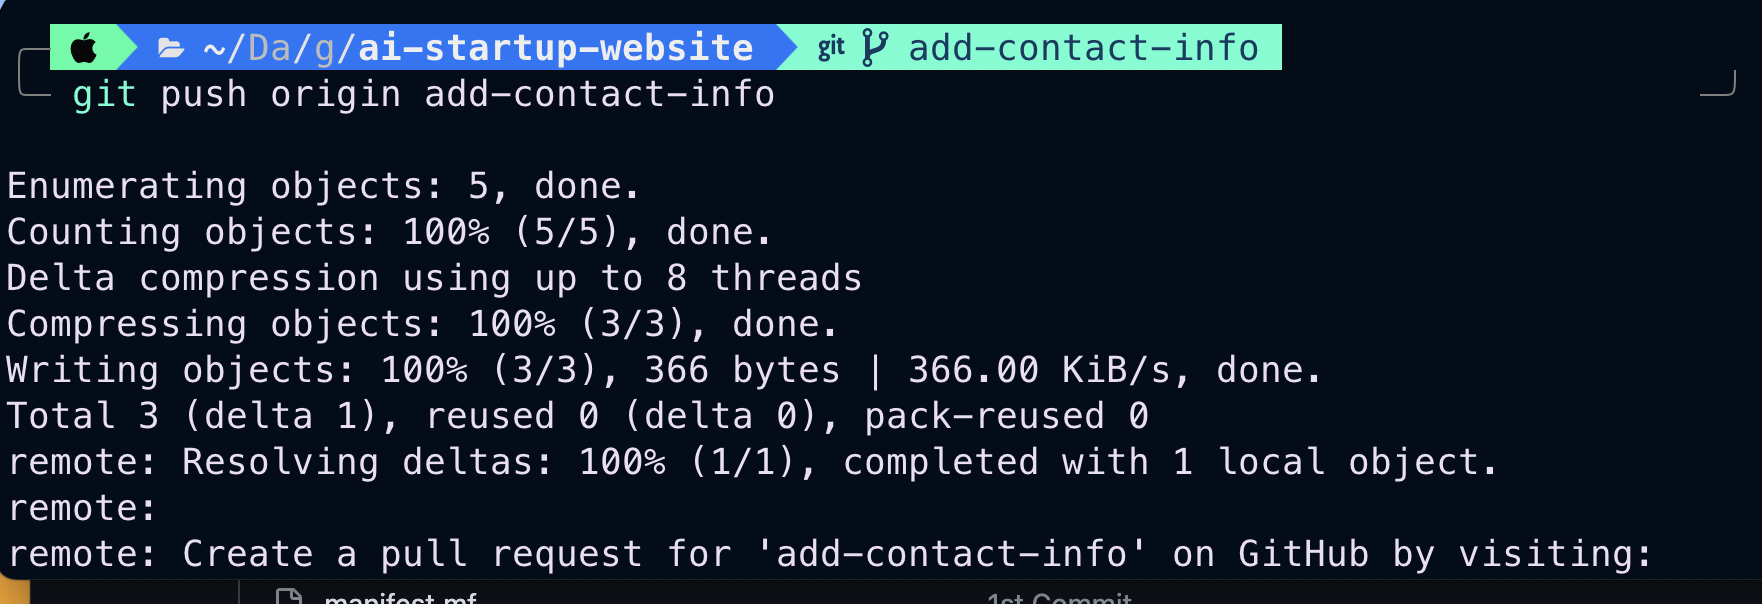 ~/Da/g/ai-startup-website git add-contact-info
git push origin add-contact-info
Enumerating objects: 5, done.
Counting objects: 100% (5/5), done.
Delta compression using up to 8 threads
Compressing objects: 100% (3/3), done.
Writing objects: 100% (3/3), 366 bytes | 366.00 KiB/s, done.
Total 3 (delta 1), reused 0 (delta 0), pack-reused 0
remote: Resolving deltas: 100% (1/1), completed with 1 local object.
remote:
remote: Create a pull request for 'add-contact-info' on GitHub by visiting:
manifest.mf 1st Commit